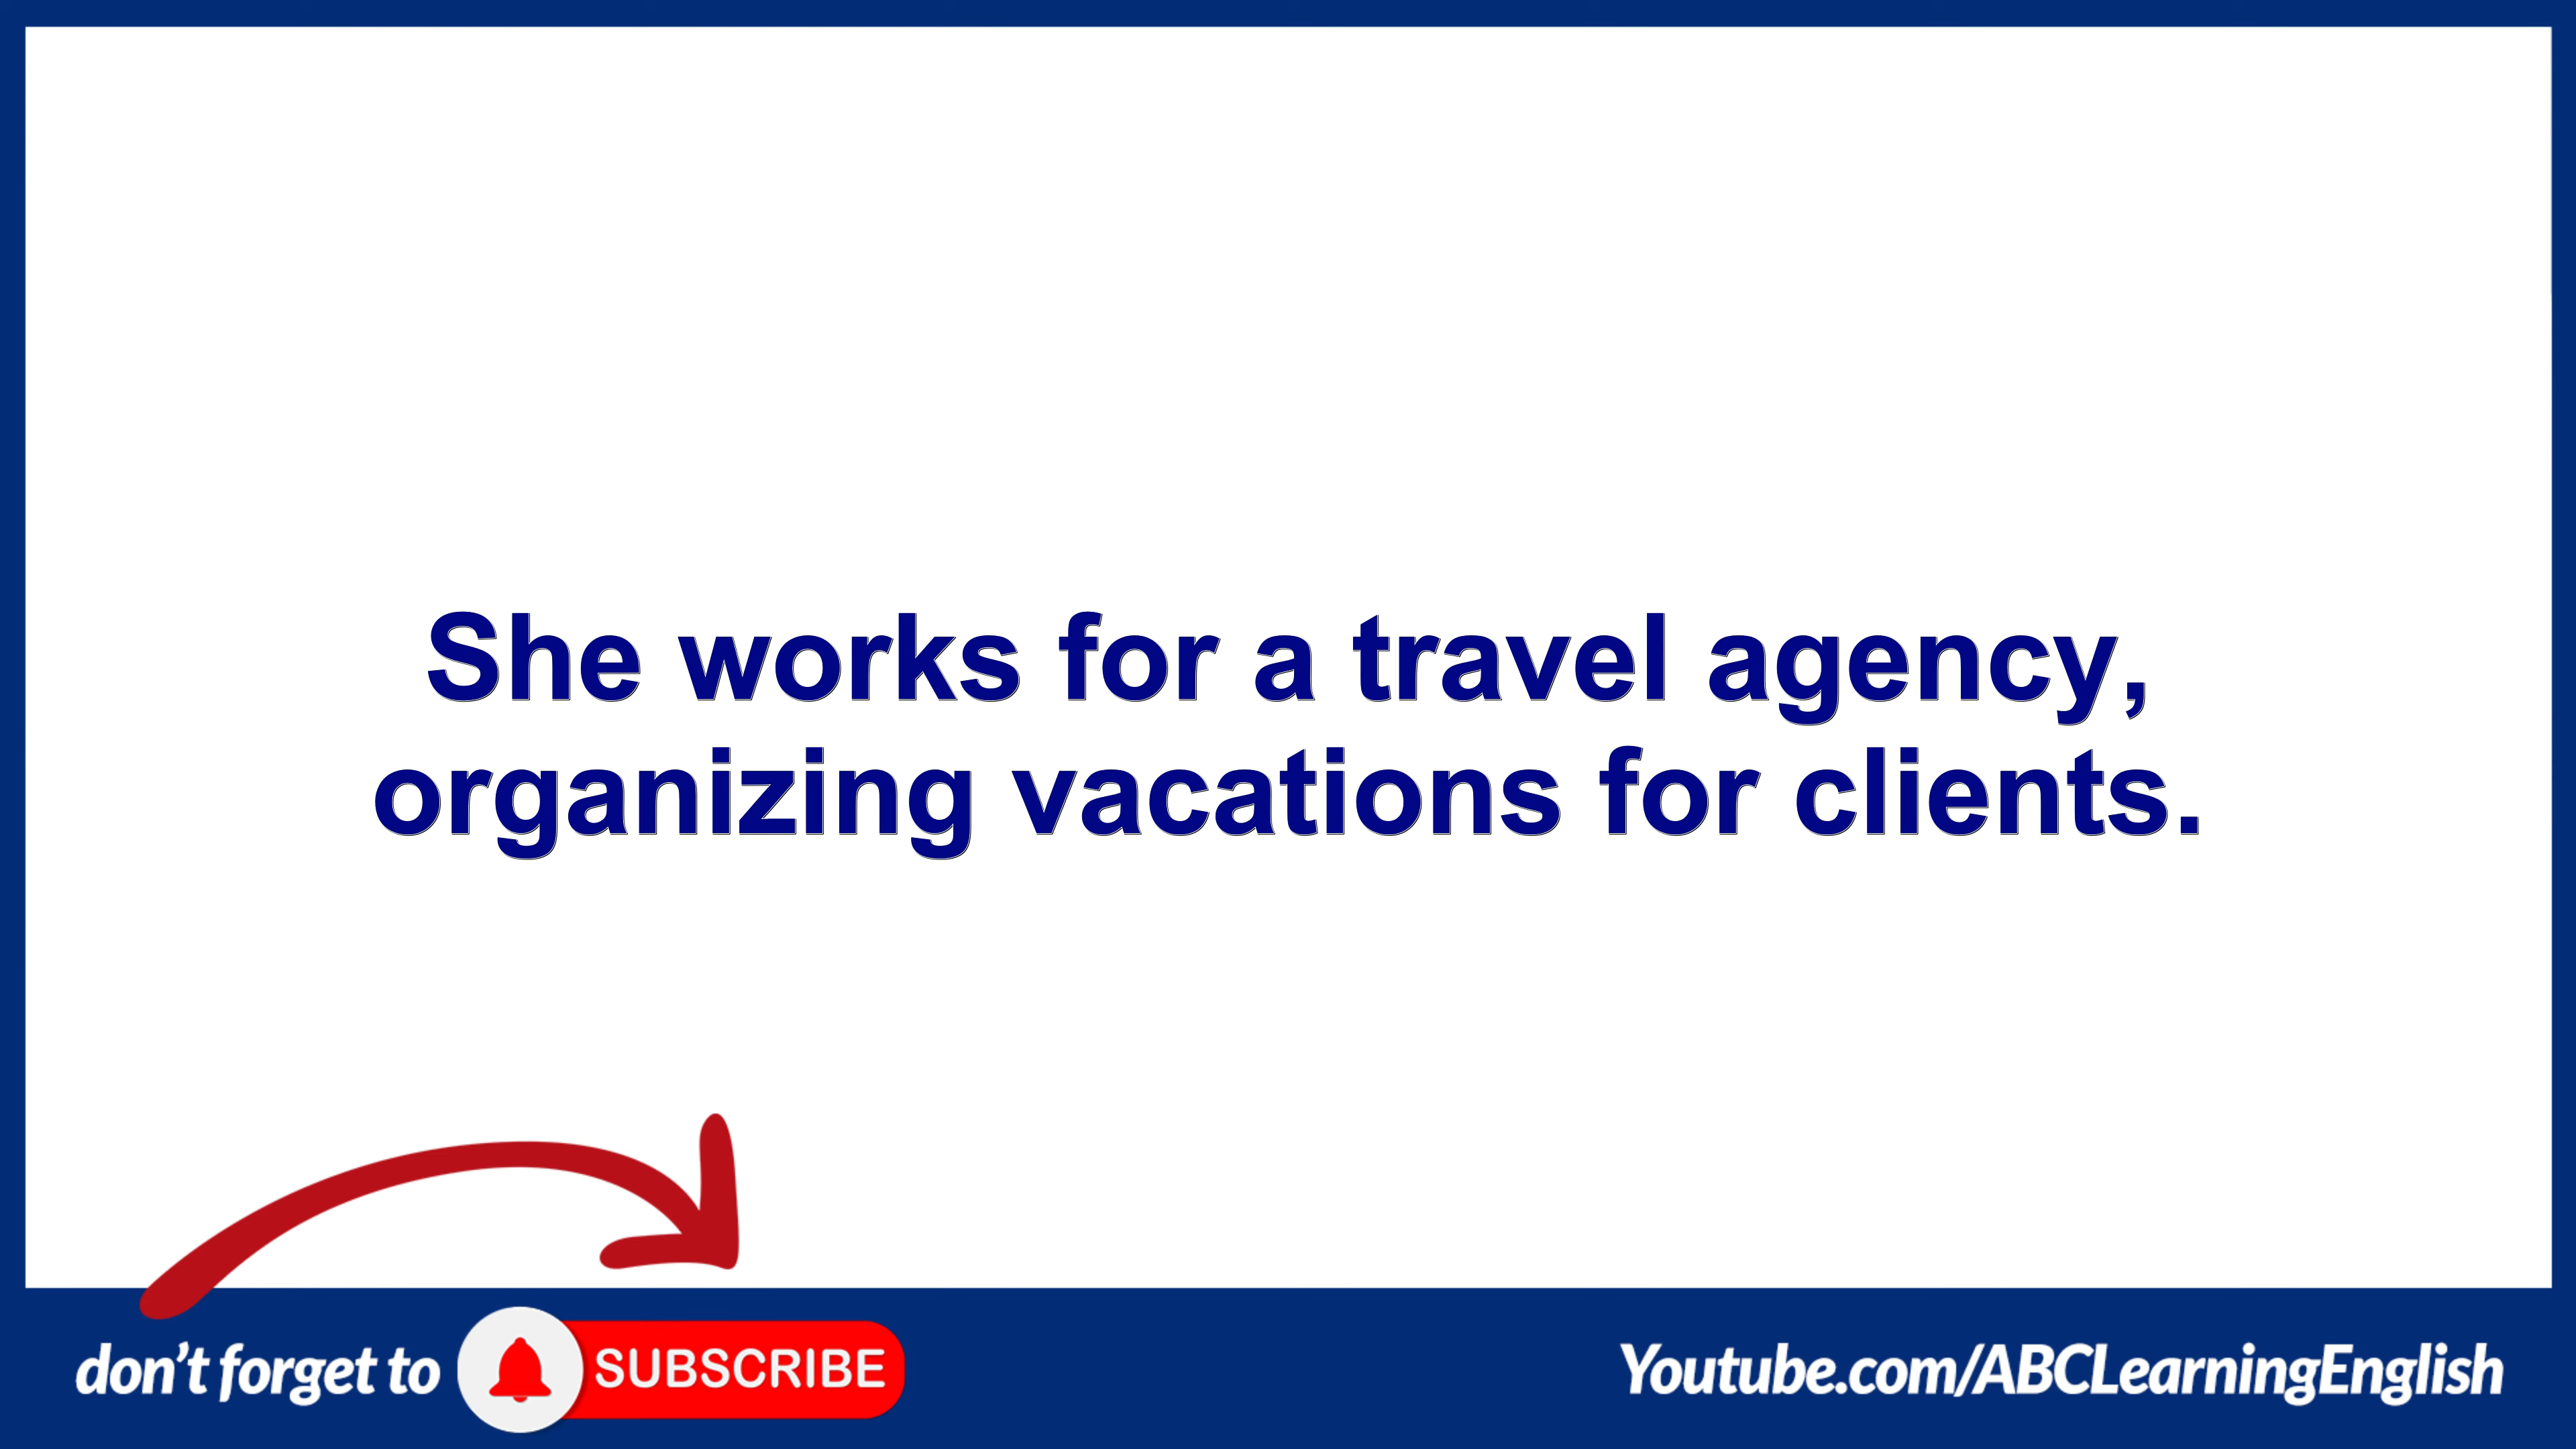 She works for a travel agency,
organizing vacations for clients.
don't forget to SUBSCRIBE
Youtube.com/ABCLearningEnglish